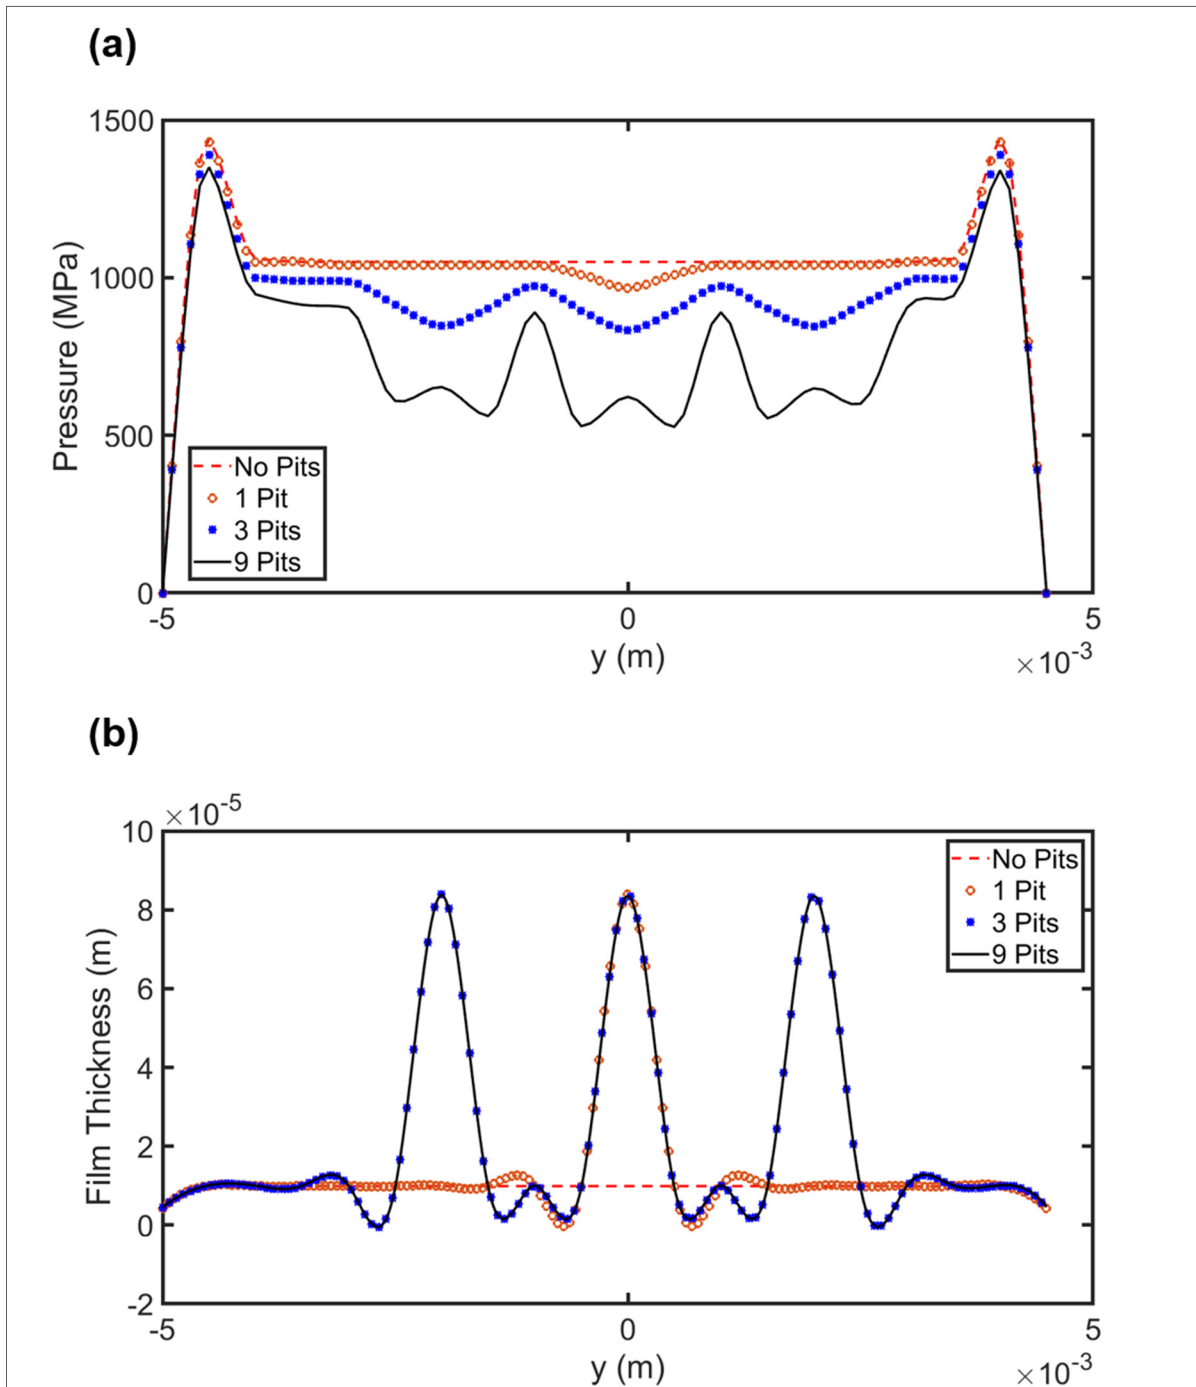 (a)
1500
1000
500
0
Pressure (MPa)
No Pits
1 Pit
3 Pits
9 Pits
-5 0 5
y (m)
×10-3
(b)
×10-5
10
8
6
4
2
0
-2
Film Thickness (m)
No Pits
1 Pit
3 Pits
9 Pits
-5 0 5
y (m)
×10-3